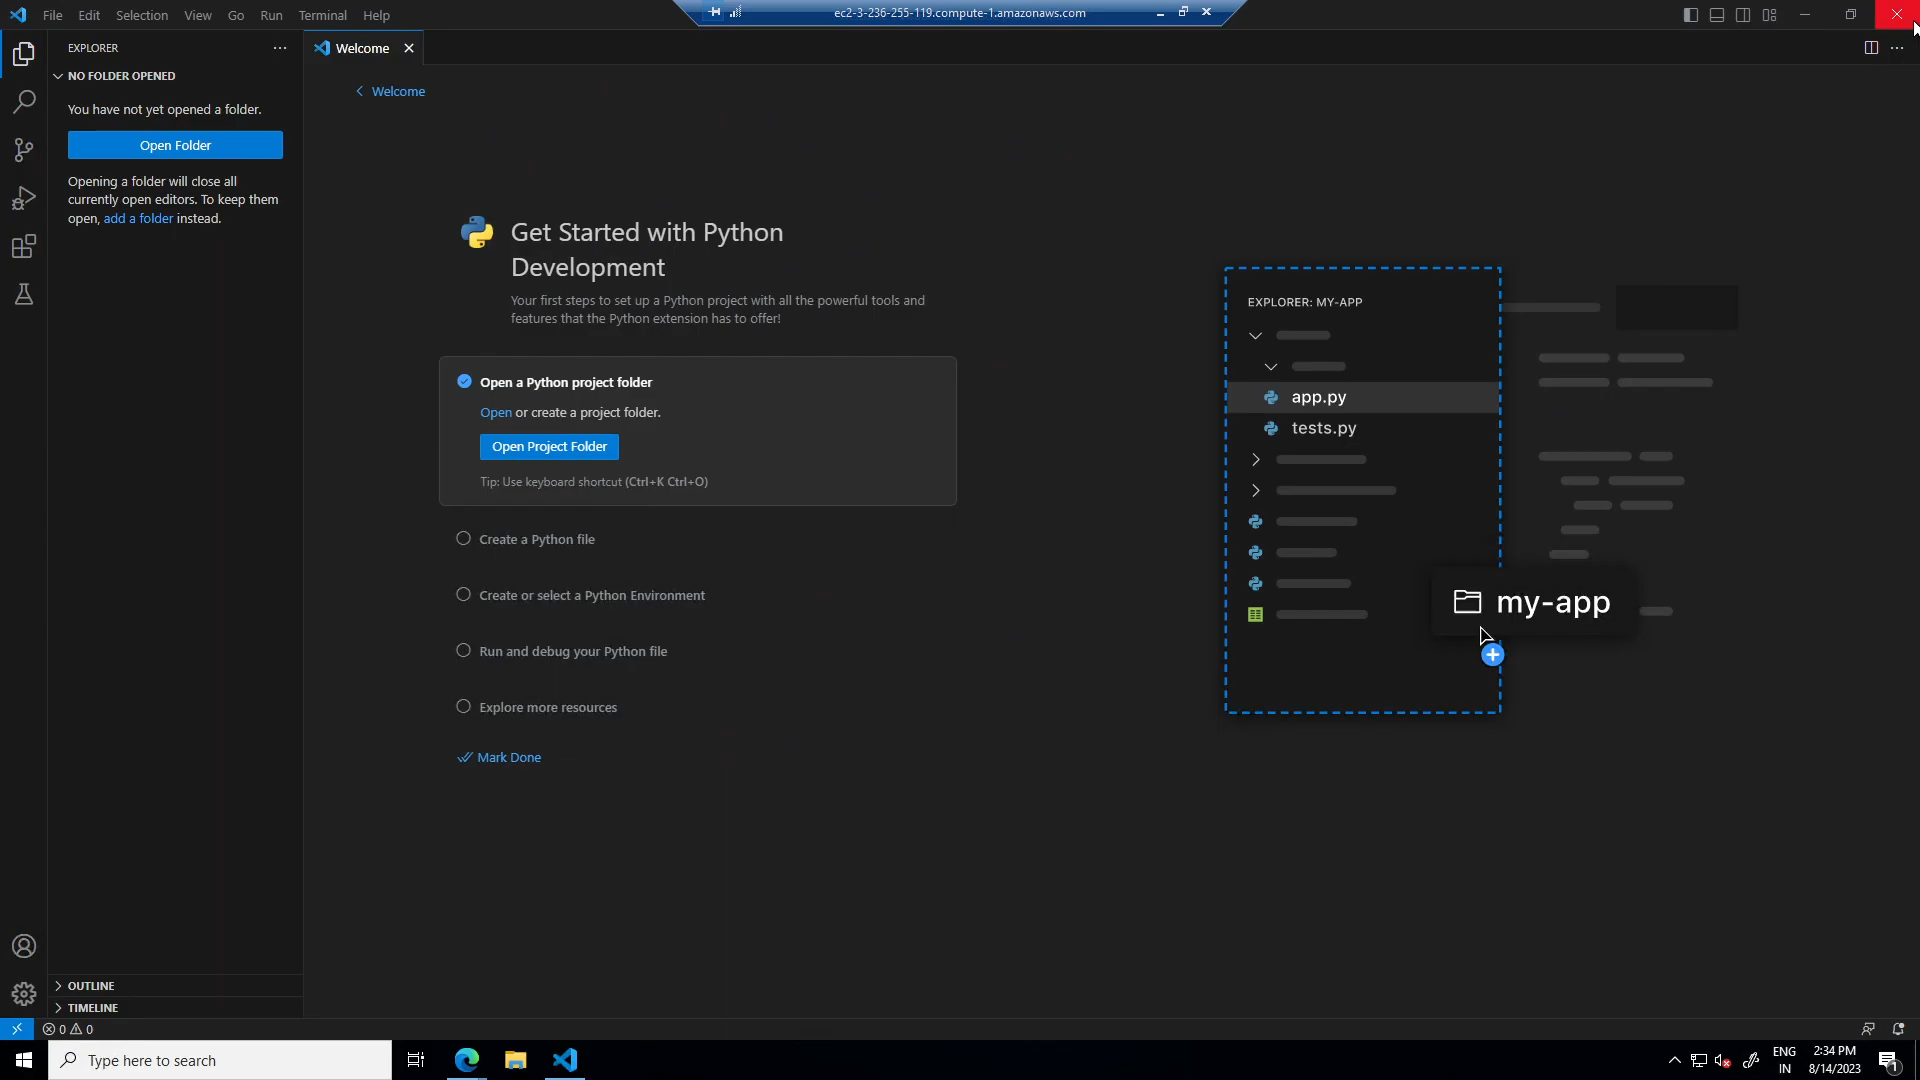 File Edit Selection View Go Run Terminal Help
ec2-3-236-255-119.compute-1.amazonaws.com
EXPLORER
Welcome
NO FOLDER OPENED
You have not yet opened a folder.
Open Folder
Opening a folder will close all
currently open editors. To keep them
open, add a folder instead.
OUTLINE
TIMELINE
Welcome
Get Started with Python
Development
Your first steps to set up a Python project with all the powerful tools and
features that the Python extension has to offer!
Open a Python project folder
Open or create a project folder.
Open Project Folder
Tip: Use keyboard shortcut (Ctrl+K Ctrl+O)
Create a Python file
Create or select a Python Environment
Run and debug your Python file
Explore more resources
Mark Done
EXPLORER: MY-APP
app.py
tests.py
my-app
0 0
Type here to search
ENG
IN
2:34 PM
8/14/2023
1